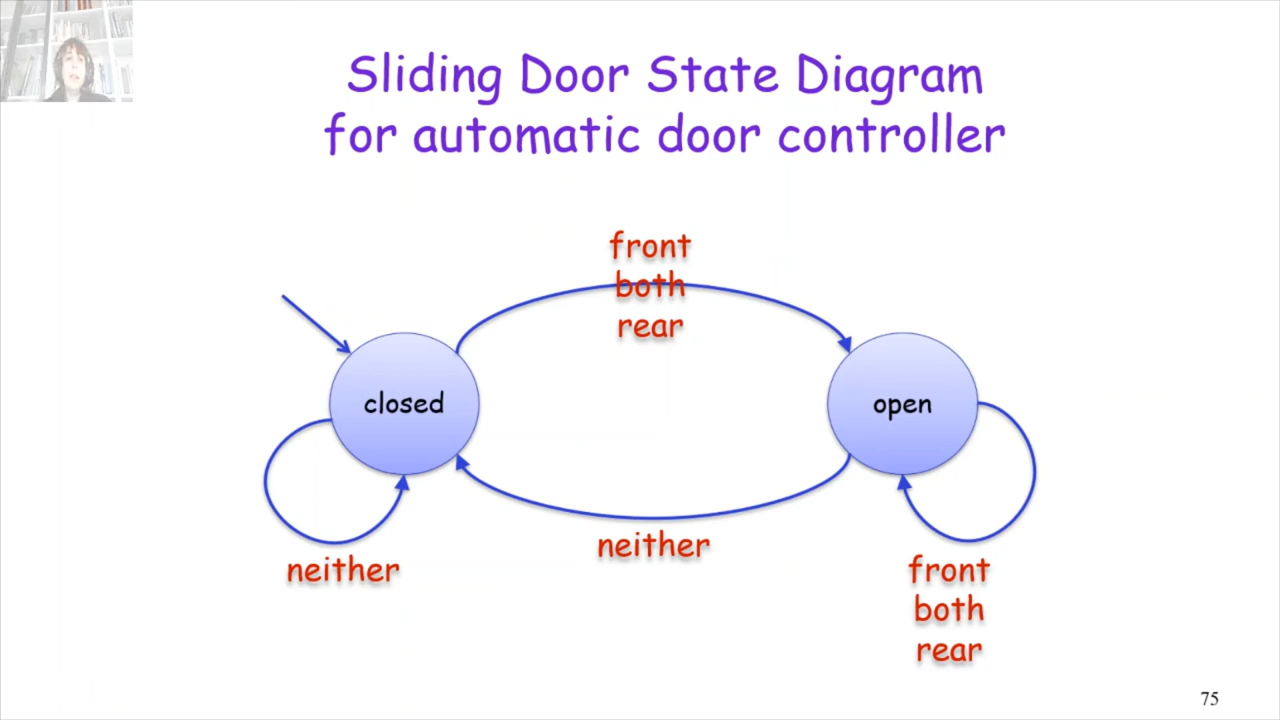 Sliding Door State Diagram
for automatic door controller
front
both
rear
closed
open
neither
neither
front
both
rear
75